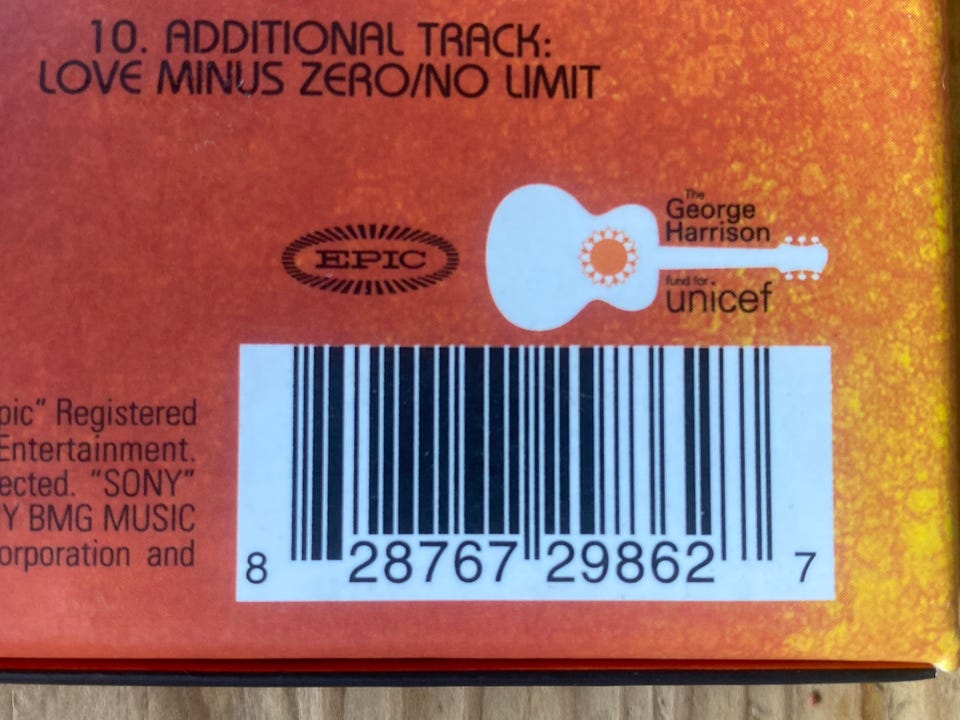 10. ADDITIONAL TRACK:
LOVE MINUS ZERO/NO LIMIT
EPIC
The
George
Harrison
fund for
unicef
pic" Registered
Entertainment.
ected. "SONY"
Y BMG MUSIC
orporation and
8 28767 29862 7